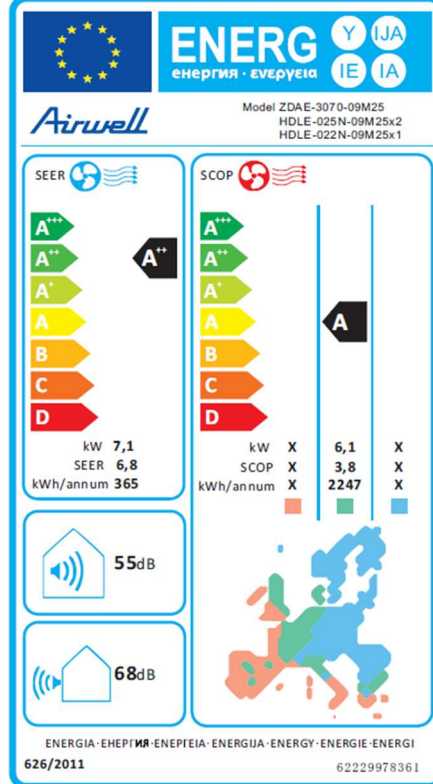 ENERG
енергия · ενεργεια
Y IJA
IE IA
Airwell
Model ZDAE-3070-09M25
HDLE-025N-09M25x2
HDLE-022N-09M25x1
SEER
A+++
A++
A+
A
B
C
D
A++
kW 7,1
SEER 6,8
kWh/annum 365
SCOP
A+++
A++
A+
A
B
C
D
A
kW X 6,1 X
SCOP X 3,8 X
kWh/annum X 2247 X
55dB
68dB
ENERGIA·ЕНЕРГИЯ·ΕΝΕΡΓΕΙΑ·ENERGIJA·ENERGY·ENERGIE·ENERGI
626/2011
62229978361